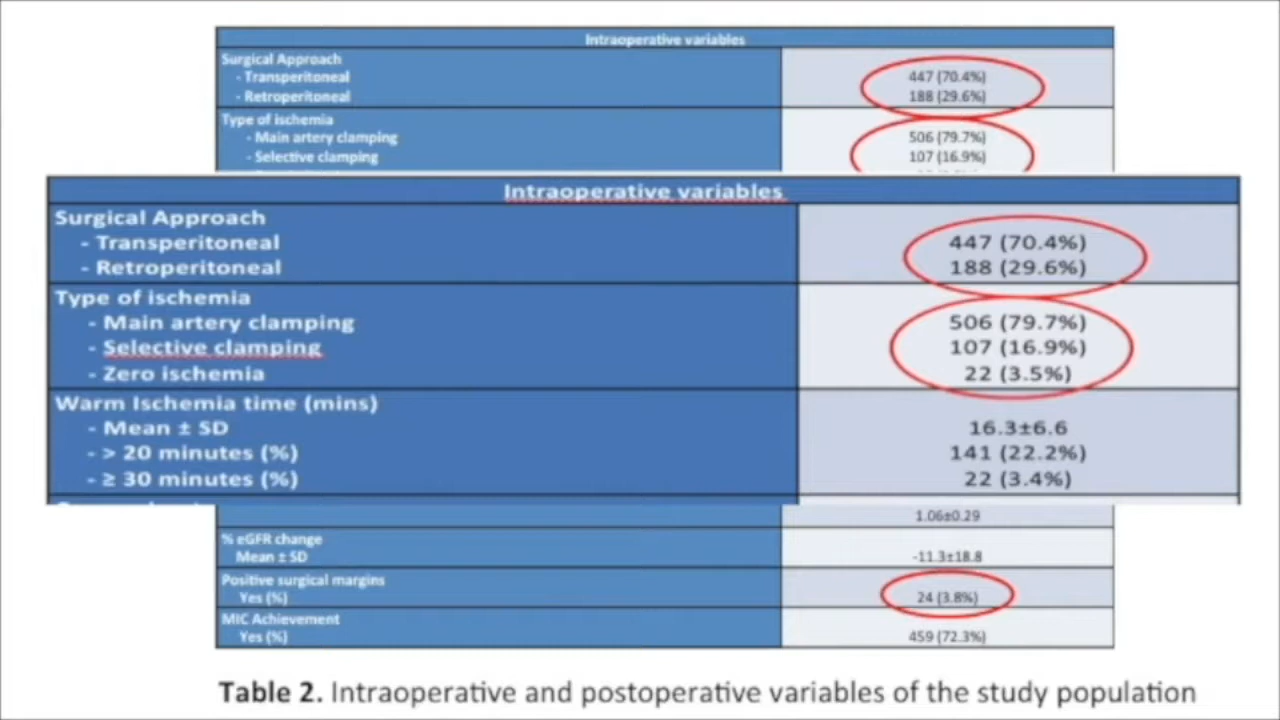 Intraoperative variables
Surgical Approach
- Transperitoneal 447 (70.4%)
- Retroperitoneal 188 (29.6%)
Type of ischemia
- Main artery clamping 506 (79.7%)
- Selective clamping 107 (16.9%)
Intraoperative variables
Surgical Approach
- Transperitoneal 447 (70.4%)
- Retroperitoneal 188 (29.6%)
Type of ischemia
- Main artery clamping 506 (79.7%)
- Selective clamping 107 (16.9%)
- Zero ischemia 22 (3.5%)
Warm Ischemia time (mins)
- Mean ± SD 16.3±6.6
- > 20 minutes (%) 141 (22.2%)
- ≥ 30 minutes (%) 22 (3.4%)
1.06±0.29
% eGFR change
Mean ± SD -11.3±18.8
Positive surgical margins
Yes (%) 24 (3.8%)
MIC Achievement
Yes (%) 459 (72.3%)
Table 2. Intraoperative and postoperative variables of the study population